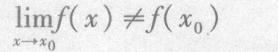 lim f(x) ≠ f(x₀)
x→x₀